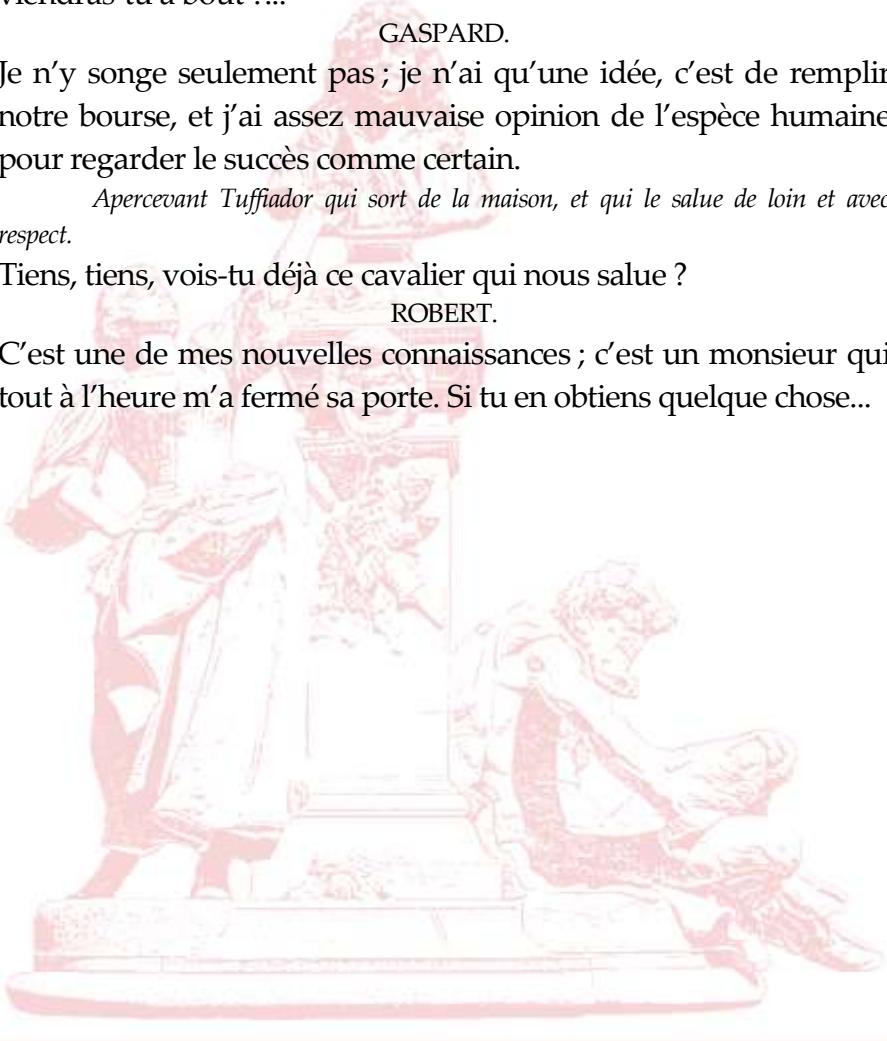 viendras-tu à bout ?...
GASPARD.
Je n’y songe seulement pas ; je n’ai qu’une idée, c’est de remplir
notre bourse, et j’ai assez mauvaise opinion de l’espèce humaine
pour regarder le succès comme certain.
Apercevant Tuffiador qui sort de la maison, et qui le salue de loin et avec
respect.
Tiens, tiens, vois-tu déjà ce cavalier qui nous salue ?
ROBERT.
C’est une de mes nouvelles connaissances ; c’est un monsieur qui
tout à l’heure m’a fermé sa porte. Si tu en obtiens quelque chose...